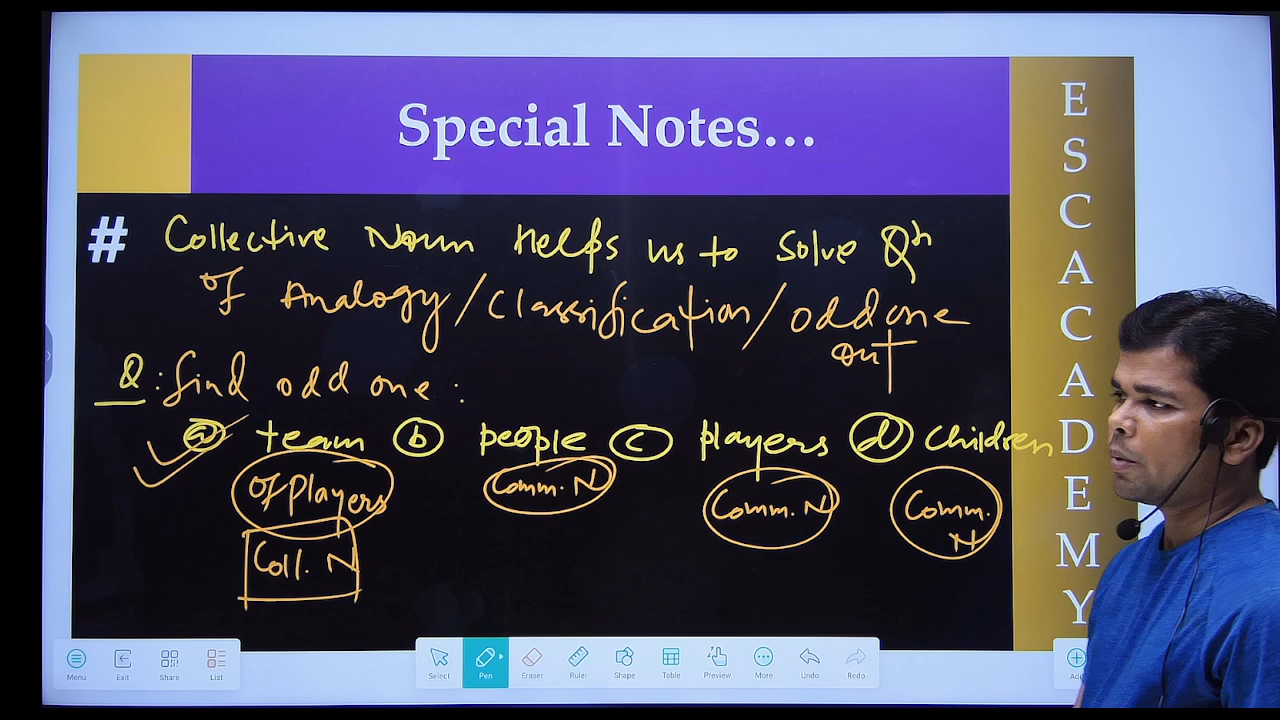 Special Notes...
# Collective Noun Helps us to solve Qn
of Analogy/Classification/odd one
out
Q: find odd one:
(a) team (b) people (c) players (d) children
of players Comm. N Comm. N Comm. N
Coll. N
ESCACADEMY
Menu Exit Share List Select Pen Eraser Ruler Shape Table Preview More Undo Redo